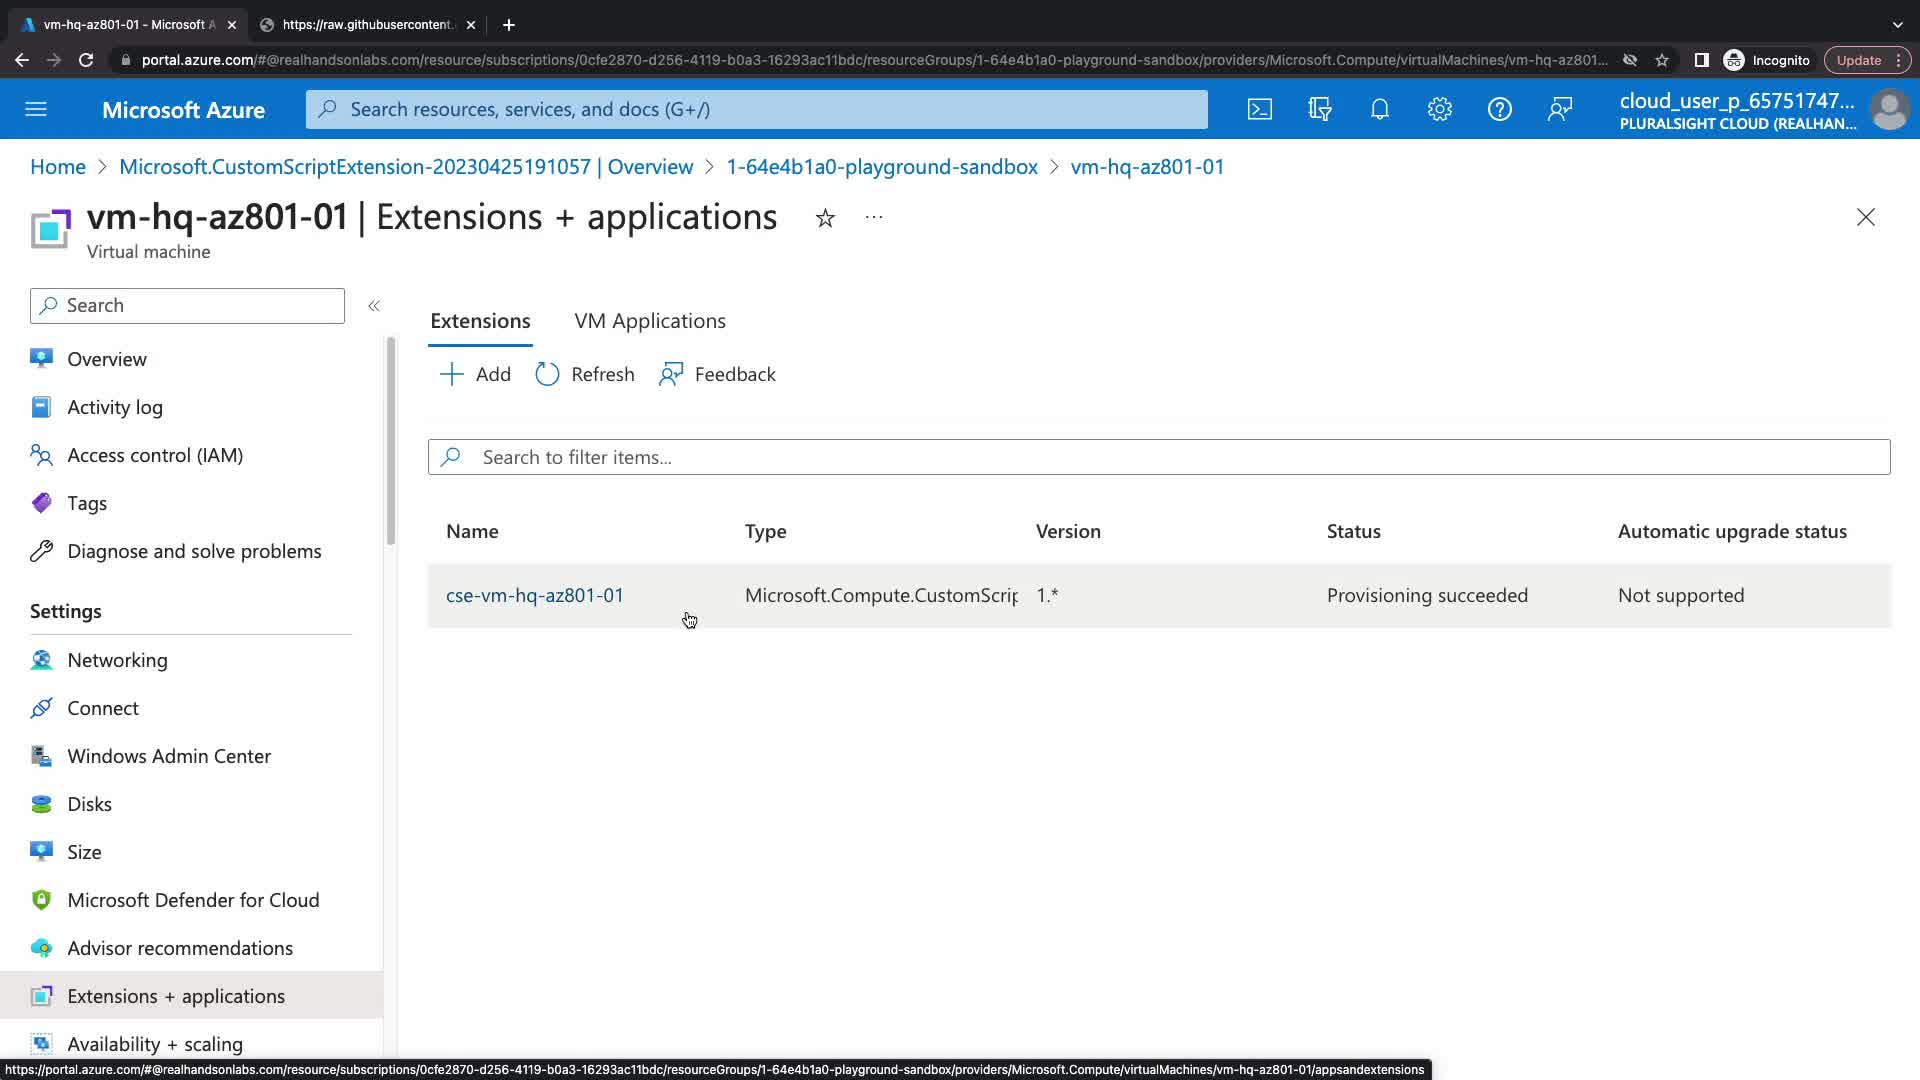 vm-hq-az801-01 - Microsoft A
https://raw.githubusercontent.
portal.azure.com/#@realhandsonlabs.com/resource/subscriptions/0cfe2870-d256-4119-b0a3-16293ac11bdc/resourceGroups/1-64e4b1a0-playground-sandbox/providers/Microsoft.Compute/virtualMachines/vm-hq-az801...
Incognito
Update
Microsoft Azure
Search resources, services, and docs (G+/)
cloud_user_p_65751747...
PLURALSIGHT CLOUD (REALHAN...
Home > Microsoft.CustomScriptExtension-20230425191057 | Overview > 1-64e4b1a0-playground-sandbox > vm-hq-az801-01
vm-hq-az801-01 | Extensions + applications
Virtual machine
Search
Overview
Activity log
Access control (IAM)
Tags
Diagnose and solve problems
Settings
Networking
Connect
Windows Admin Center
Disks
Size
Microsoft Defender for Cloud
Advisor recommendations
Extensions + applications
Availability + scaling
Extensions VM Applications
Add Refresh Feedback
Search to filter items...
Name Type Version Status Automatic upgrade status
cse-vm-hq-az801-01 Microsoft.Compute.CustomScrip 1.* Provisioning succeeded Not supported
https://portal.azure.com/#@realhandsonlabs.com/resource/subscriptions/0cfe2870-d256-4119-b0a3-16293ac11bdc/resourceGroups/1-64e4b1a0-playground-sandbox/providers/Microsoft.Compute/virtualMachines/vm-hq-az801-01/appsandextensions